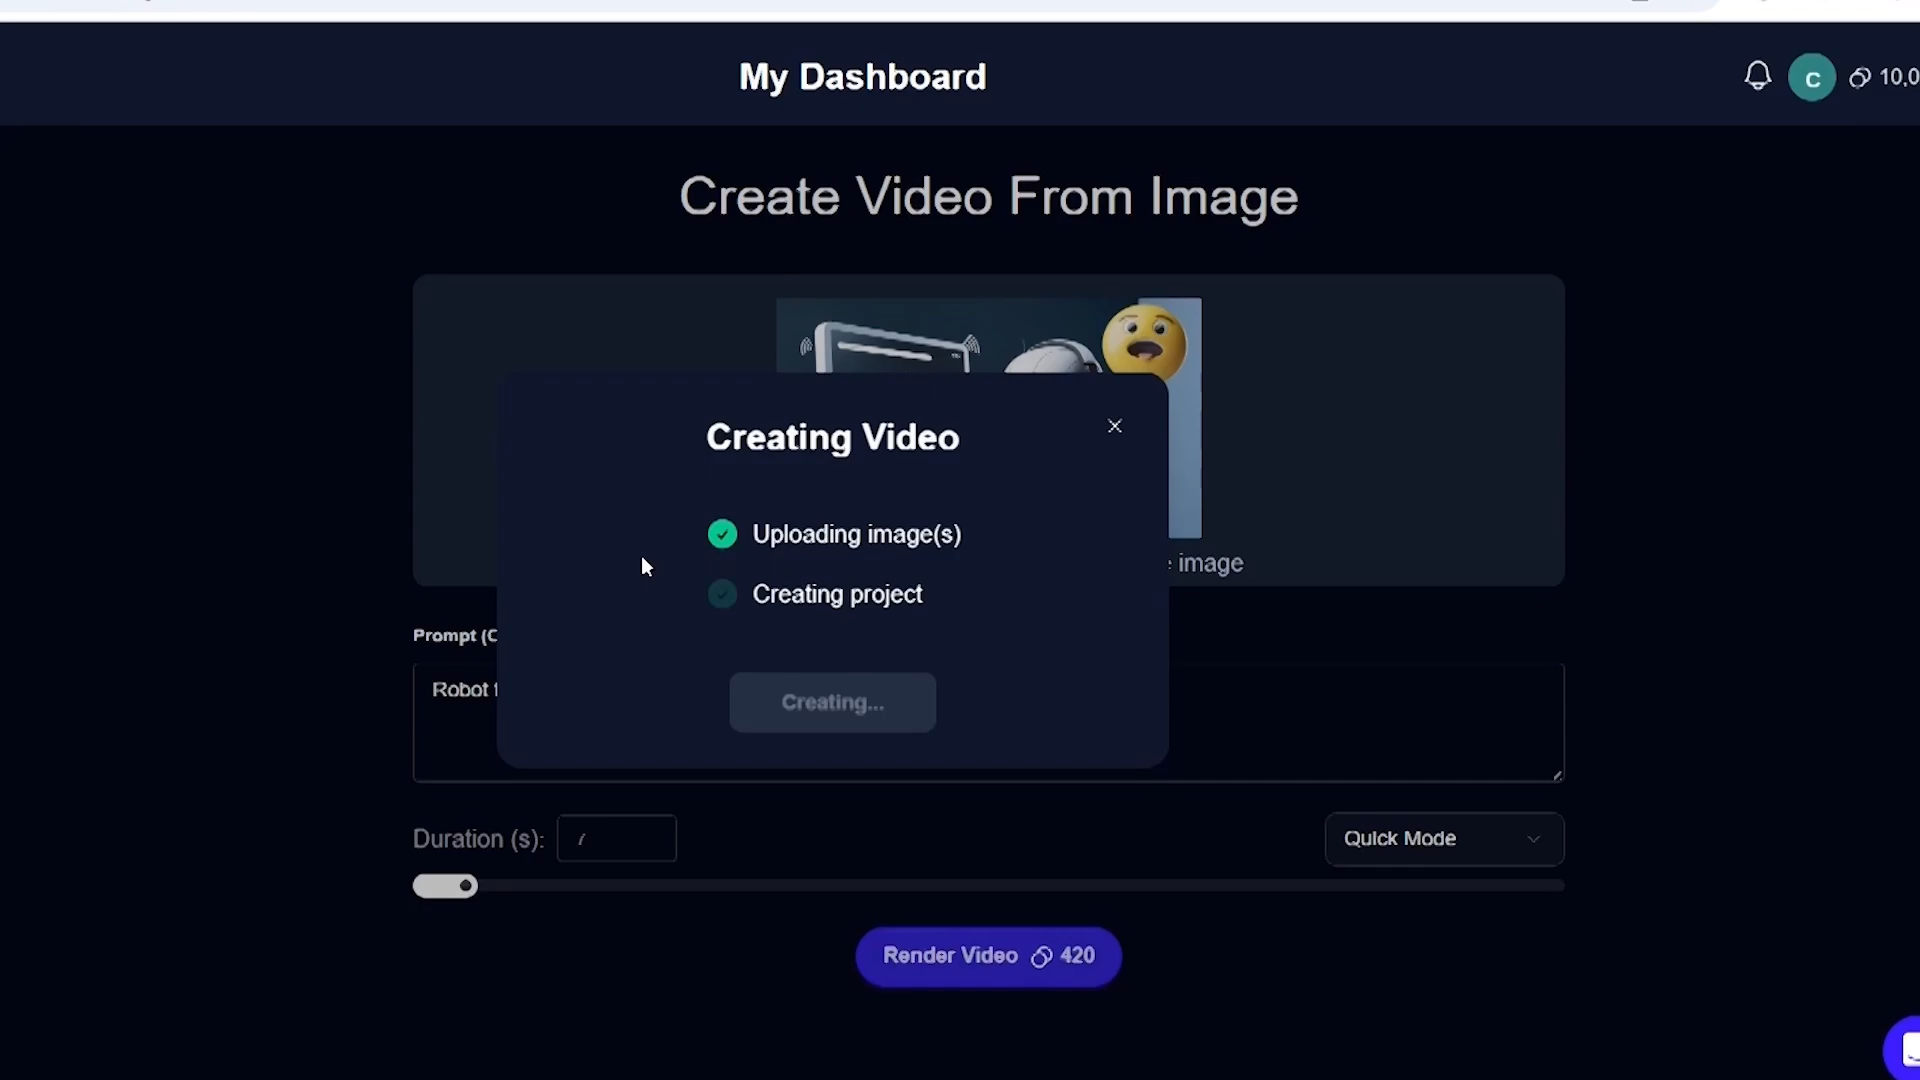 My Dashboard
C
10,0
Create Video From Image
Creating Video
Uploading image(s)
image
Creating project
Prompt (C
Robot
Creating...
Duration (s):
Quick Mode
Render Video 420